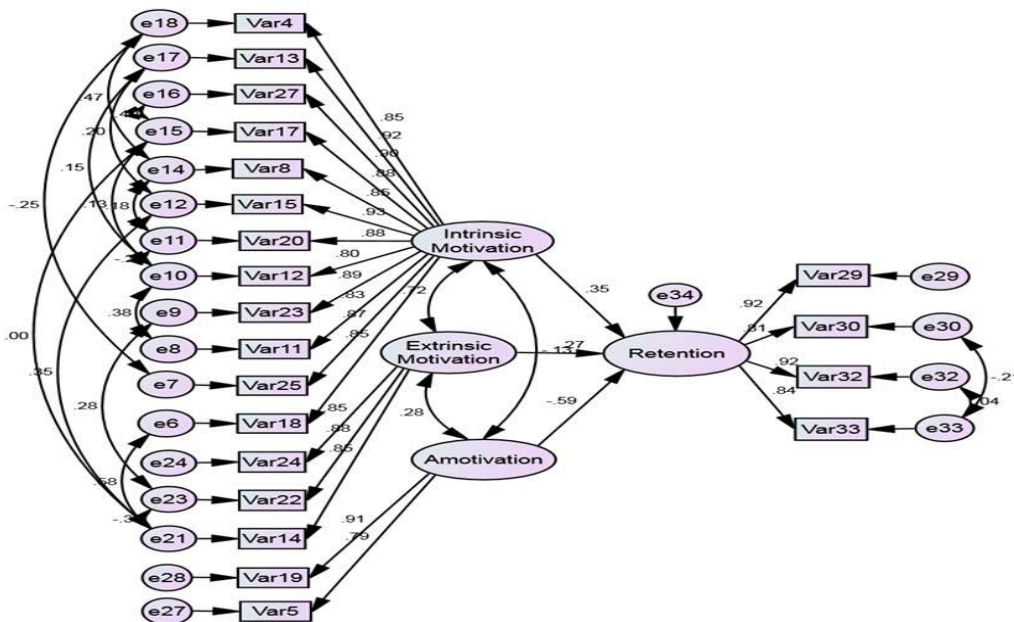 e18 Var4
e17 Var13
e16 Var27
e15 Var17
e14 Var8
e12 Var15
e11 Var20
e10 Var12
e9 Var23
e8 Var11
e7 Var25
e6 Var18
e24 Var24
e23 Var22
e21 Var14
e28 Var19
e27 Var5
.47
.20
.15
-.25
.13
.18
.38
.00
.35
.28
.58
.85
.92
.90
.88
.85
.93
.88
.80
.89
.83
.87
.85
Intrinsic
Motivation
.72
Extrinsic
Motivation
.85
.88
.85
.28
-.13
Amotivation
.91
.79
.35
.27
-.59
e34
Retention
.92
.81
.92
.84
Var29 e29
Var30 e30
Var32 e32
Var33 e33
.04